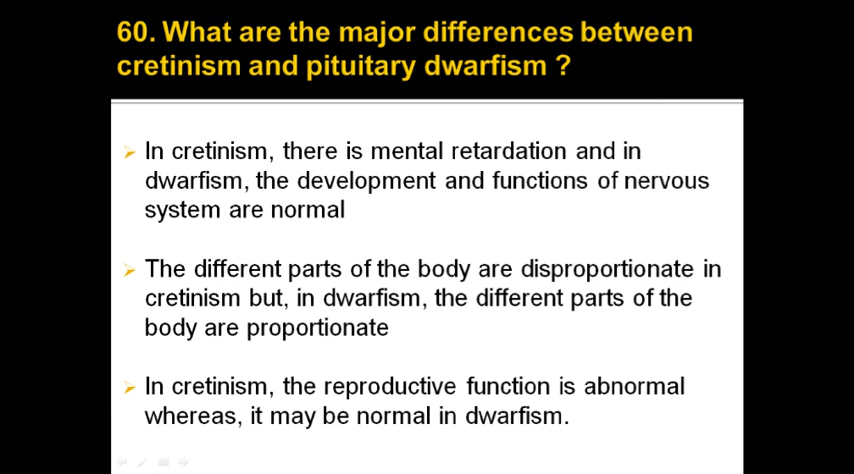 60. What are the major differences between
cretinism and pituitary dwarfism ?
In cretinism, there is mental retardation and in
dwarfism, the development and functions of nervous
system are normal
The different parts of the body are disproportionate in
cretinism but, in dwarfism, the different parts of the
body are proportionate
In cretinism, the reproductive function is abnormal
whereas, it may be normal in dwarfism.